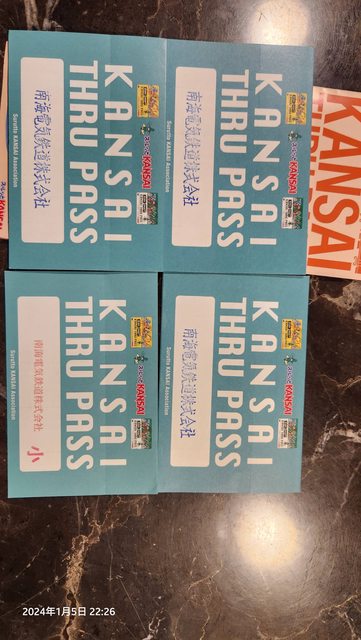 KANSAI
THRU PASS
南海電気鉄道株式会社
Surutto KANSAI Association
KANSAI
THRU PASS
南海電気鉄道株式会社
Surutto KANSAI Association
KANSAI
THRU PASS
南海電気鉄道株式会社 小
Surutto KANSAI Association
KANSAI
THRU PASS
南海電気鉄道株式会社
Surutto KANSAI Association
KANSAI
KANSAI
KANSAI
KANSAI
KANSAI
2024年1月5日 22:26